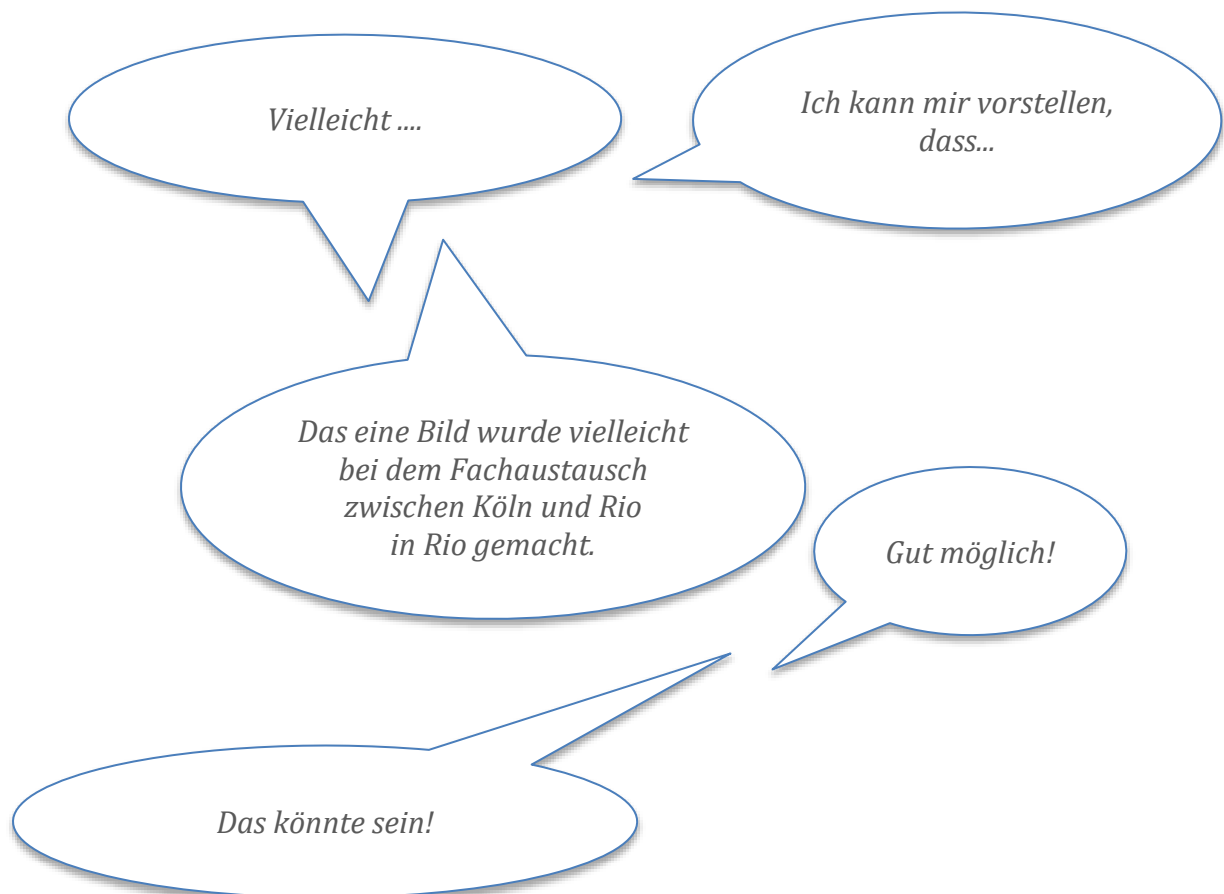 Vielleicht ....
Ich kann mir vorstellen,
dass...
Das eine Bild wurde vielleicht
bei dem Fachaustausch
zwischen Köln und Rio
in Rio gemacht.
Gut möglich!
Das könnte sein!